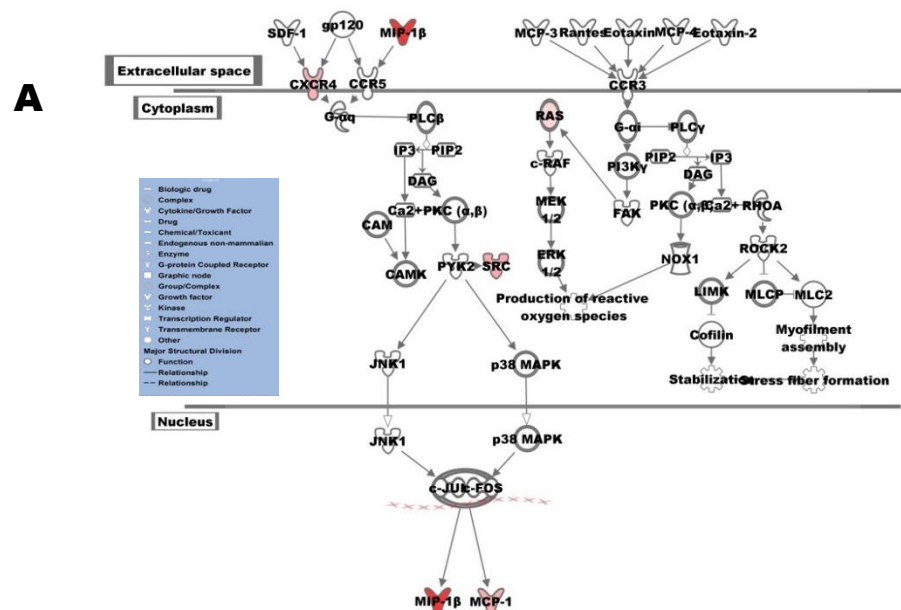 A
SDF-1
gp120
MIP-1β
MCP-3
Rantes
Eotaxin
MCP-4
Eotaxin-2
Extracellular space
CXCR4
CCR5
CCR3
Cytoplasm
G-αq
PLCβ
RAS
G-αi
PLCγ
IP3
PIP2
c-RAF
PI3Kγ
PIP2
IP3
DAG
DAG
MEK
1/2
Ca2+
PKC (α,β)
FAK
PKC (α,β)
Ca2+
RHOA
CAM
ERK
1/2
NOX1
ROCK2
CAMK
PYK2
SRC
LIMK
MLCP
MLC2
Production of reactive
oxygen species
Cofilin
Myofilment
assembly
JNK1
p38 MAPK
Stabilization
Stress fiber formation
Biologic drug
Complex
Cytokine/Growth Factor
Drug
Chemical/Toxicant
Endogenous non-mammalian
Enzyme
G-protein Coupled Receptor
Graphic node
Group/Complex
Growth factor
Kinase
Transcription Regulator
Transmembrane Receptor
Other
Major Structural Division
Function
Relationship
Relationship
Nucleus
JNK1
p38 MAPK
c-JUN
c-FOS
MIP-1β
MCP-1